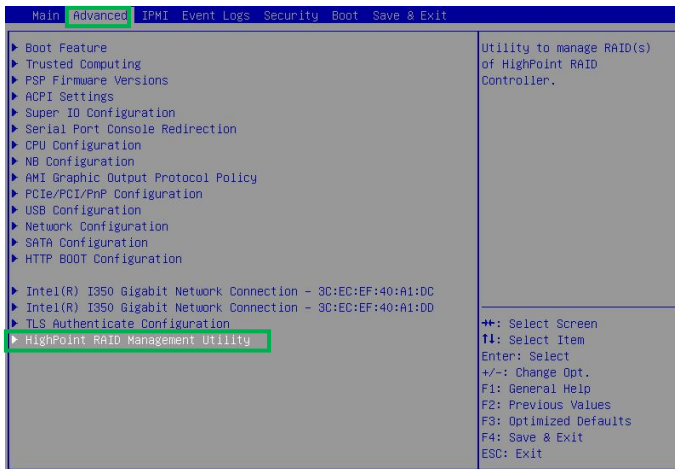 Main Advanced IPMI Event Logs Security Boot Save & Exit
Boot Feature
Trusted Computing
PSP Firmware Versions
ACPI Settings
Super IO Configuration
Serial Port Console Redirection
CPU Configuration
NB Configuration
AMI Graphic Output Protocol Policy
PCIe/PCI/PnP Configuration
USB Configuration
Network Configuration
SATA Configuration
HTTP BOOT Configuration
Intel(R) I350 Gigabit Network Connection - 3C:EC:EF:40:A1:DC
Intel(R) I350 Gigabit Network Connection - 3C:EC:EF:40:A1:DD
TLS Authenticate Configuration
HighPoint RAID Management Utility
Utility to manage RAID(s)
of HighPoint RAID
Controller.
→←: Select Screen
↑↓: Select Item
Enter: Select
+/-: Change Opt.
F1: General Help
F2: Previous Values
F3: Optimized Defaults
F4: Save & Exit
ESC: Exit